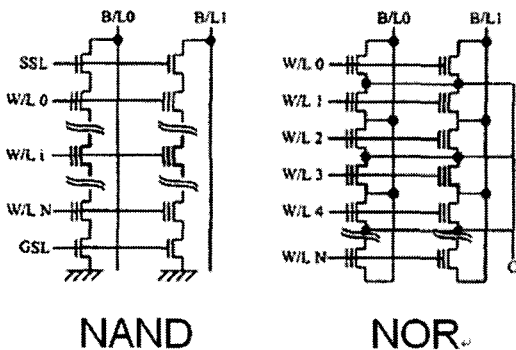 B/L0 B/L1
SSL
W/L 0
W/L i
W/L N
GSL
NAND
B/L0 B/L1
W/L 0
W/L 1
W/L 2
W/L 3
W/L 4
W/L N
NOR